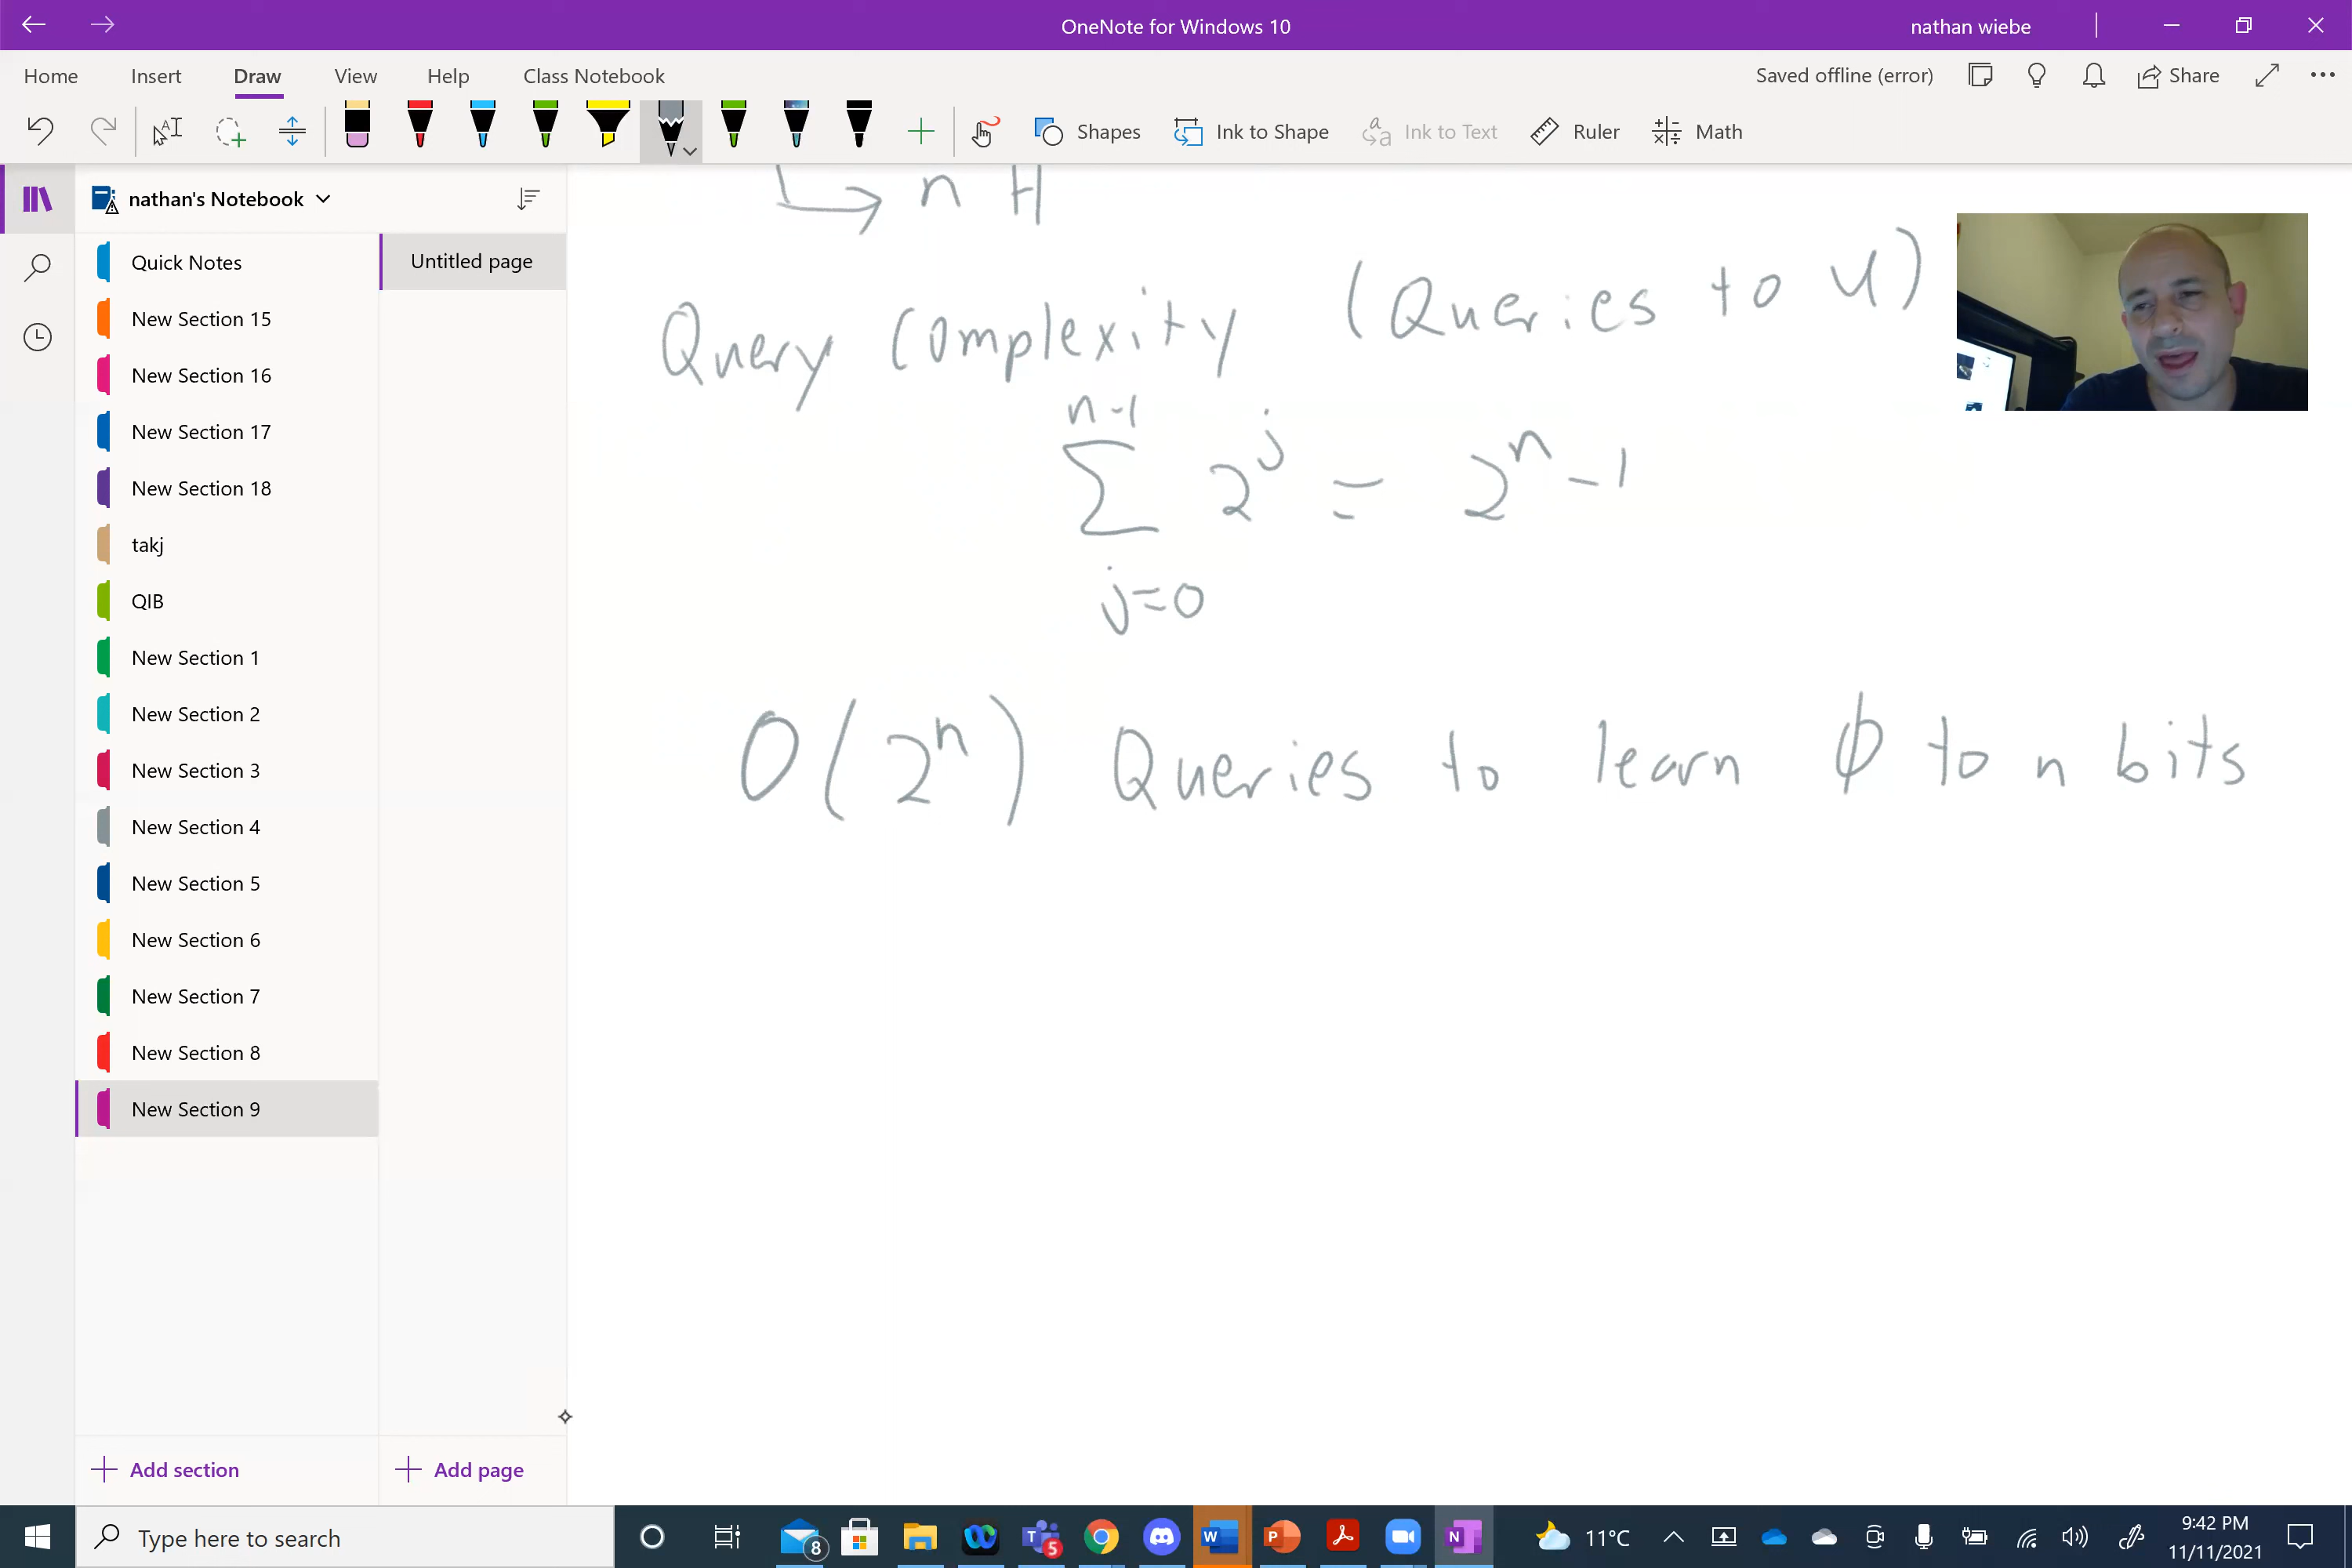 OneNote for Windows 10
nathan wiebe
Home Insert Draw View Help Class Notebook
Saved offline (error)
Share
Shapes Ink to Shape Ink to Text Ruler Math
nathan's Notebook
Quick Notes
New Section 15
New Section 16
New Section 17
New Section 18
takj
QIB
New Section 1
New Section 2
New Section 3
New Section 4
New Section 5
New Section 6
New Section 7
New Section 8
New Section 9
Add section
Untitled page
Add page
n H
Query Complexity (Queries to U)
n-1
∑ 2^j = 2^n - 1
j=0
O(2^n) Queries to learn ϕ to n bits
Type here to search
8
5
11°C
9:42 PM
11/11/2021